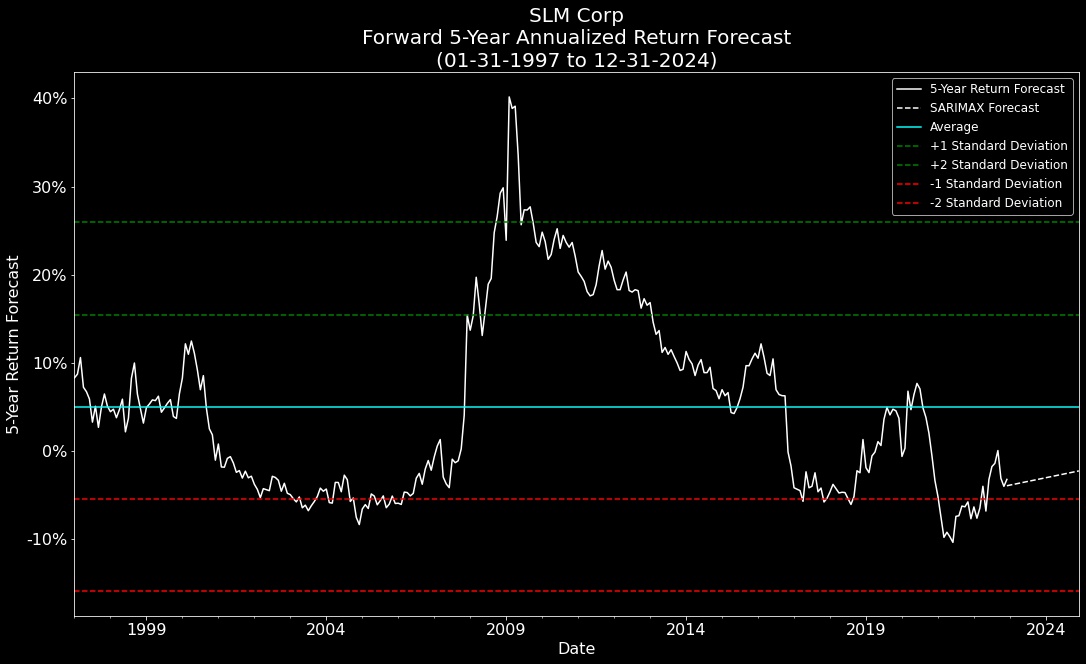 SLM Corp
Forward 5-Year Annualized Return Forecast
(01-31-1997 to 12-31-2024)
5-Year Return Forecast
SARIMAX Forecast
Average
+1 Standard Deviation
+2 Standard Deviation
-1 Standard Deviation
-2 Standard Deviation
5-Year Return Forecast
40%
30%
20%
10%
0%
-10%
1999
2004
2009
2014
2019
2024
Date